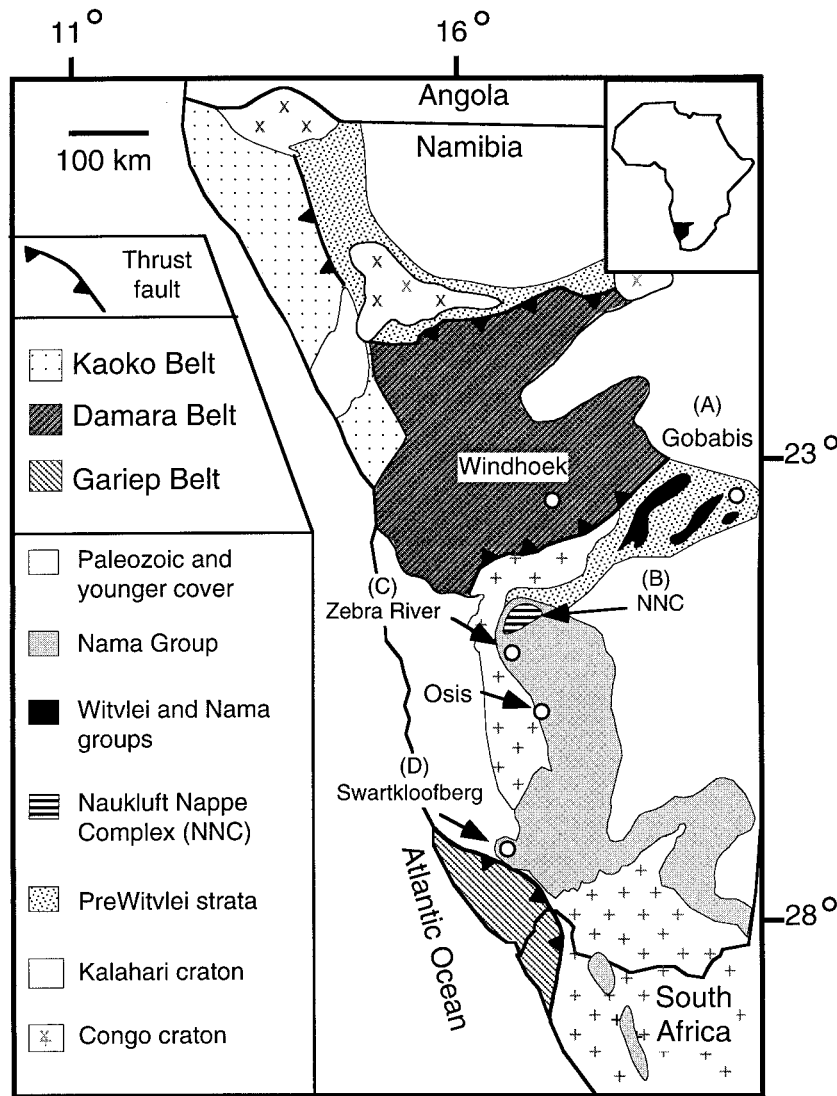 11°
16°
Angola
100 km
Namibia
Thrust
fault
Kaoko Belt
Damara Belt
Gariep Belt
(A)
Gobabis
23°
Windhoek
(C)
Zebra River
(B)
NNC
Osis
(D)
Swartkloofberg
Atlantic Ocean
28°
South
Africa
Paleozoic and
younger cover
Nama Group
Witvlei and Nama
groups
Naukluft Nappe
Complex (NNC)
PreWitvlei strata
Kalahari craton
Congo craton